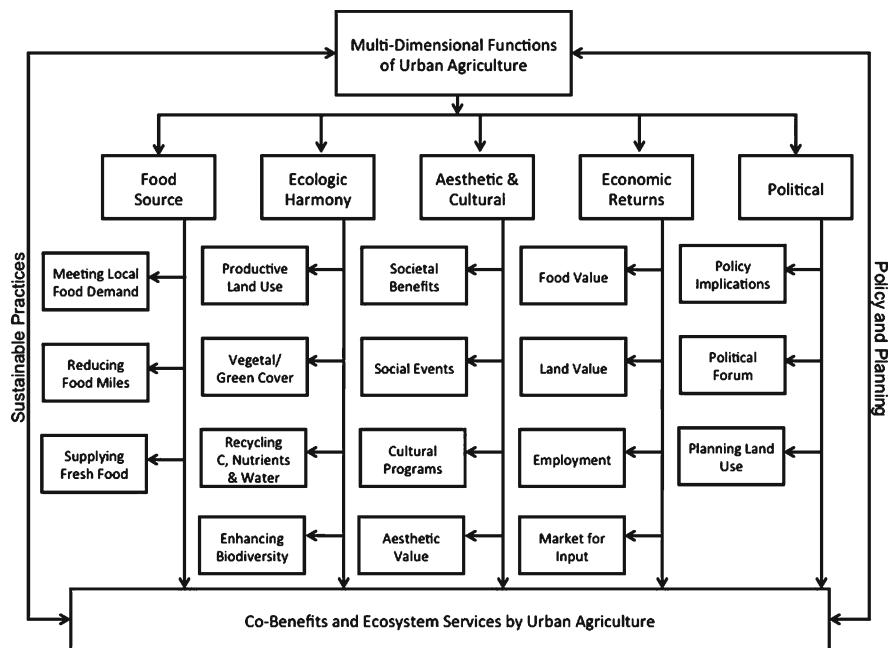 Multi-Dimensional Functions
of Urban Agriculture
Food
Source
Ecologic
Harmony
Aesthetic &
Cultural
Economic
Returns
Political
Meeting Local
Food Demand
Reducing
Food Miles
Supplying
Fresh Food
Productive
Land Use
Vegetal/
Green Cover
Recycling
C, Nutrients
& Water
Enhancing
Biodiversity
Societal
Benefits
Social Events
Cultural
Programs
Aesthetic
Value
Food Value
Land Value
Employment
Market for
Input
Policy
Implications
Political
Forum
Planning Land
Use
Sustainable Practices
Policy and Planning
Co-Benefits and Ecosystem Services by Urban Agriculture